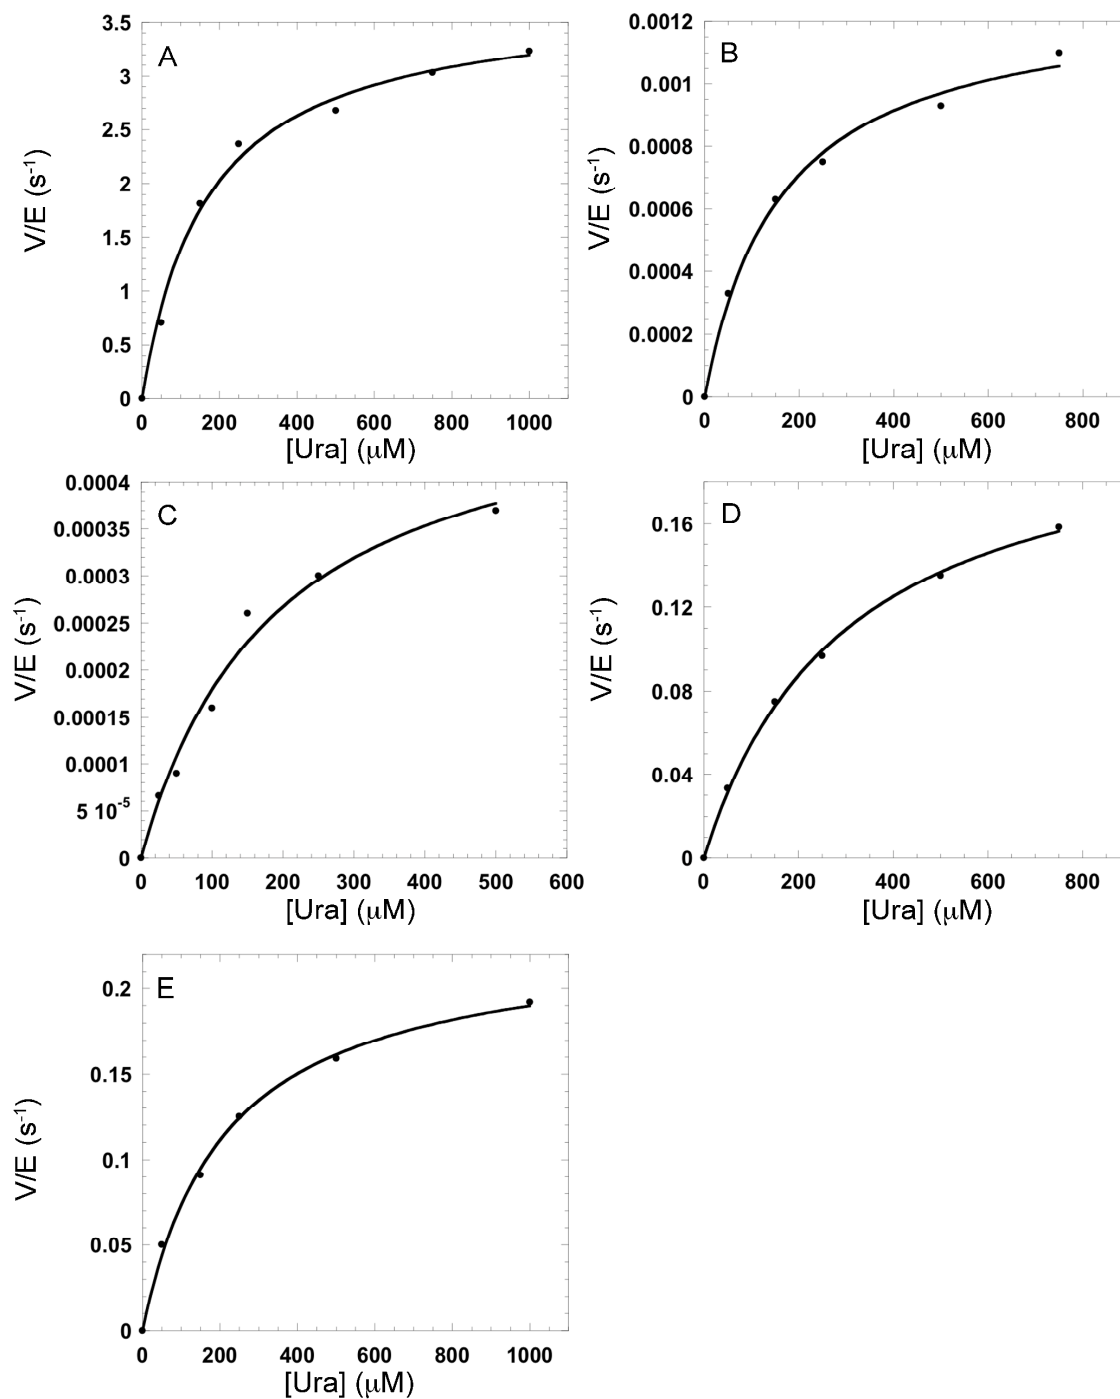 A
V/E (s-1)
3.5
3
2.5
2
1.5
1
0.5
0
0 200 400 600 800 1000
[Ura] (μM)
B
V/E (s-1)
0.0012
0.001
0.0008
0.0006
0.0004
0.0002
0
0 200 400 600 800
[Ura] (μM)
C
V/E (s-1)
0.0004
0.00035
0.0003
0.00025
0.0002
0.00015
0.0001
5 10-5
0
0 100 200 300 400 500 600
[Ura] (μM)
D
V/E (s-1)
0.16
0.12
0.08
0.04
0
0 200 400 600 800
[Ura] (μM)
E
V/E (s-1)
0.2
0.15
0.1
0.05
0
0 200 400 600 800 1000
[Ura] (μM)